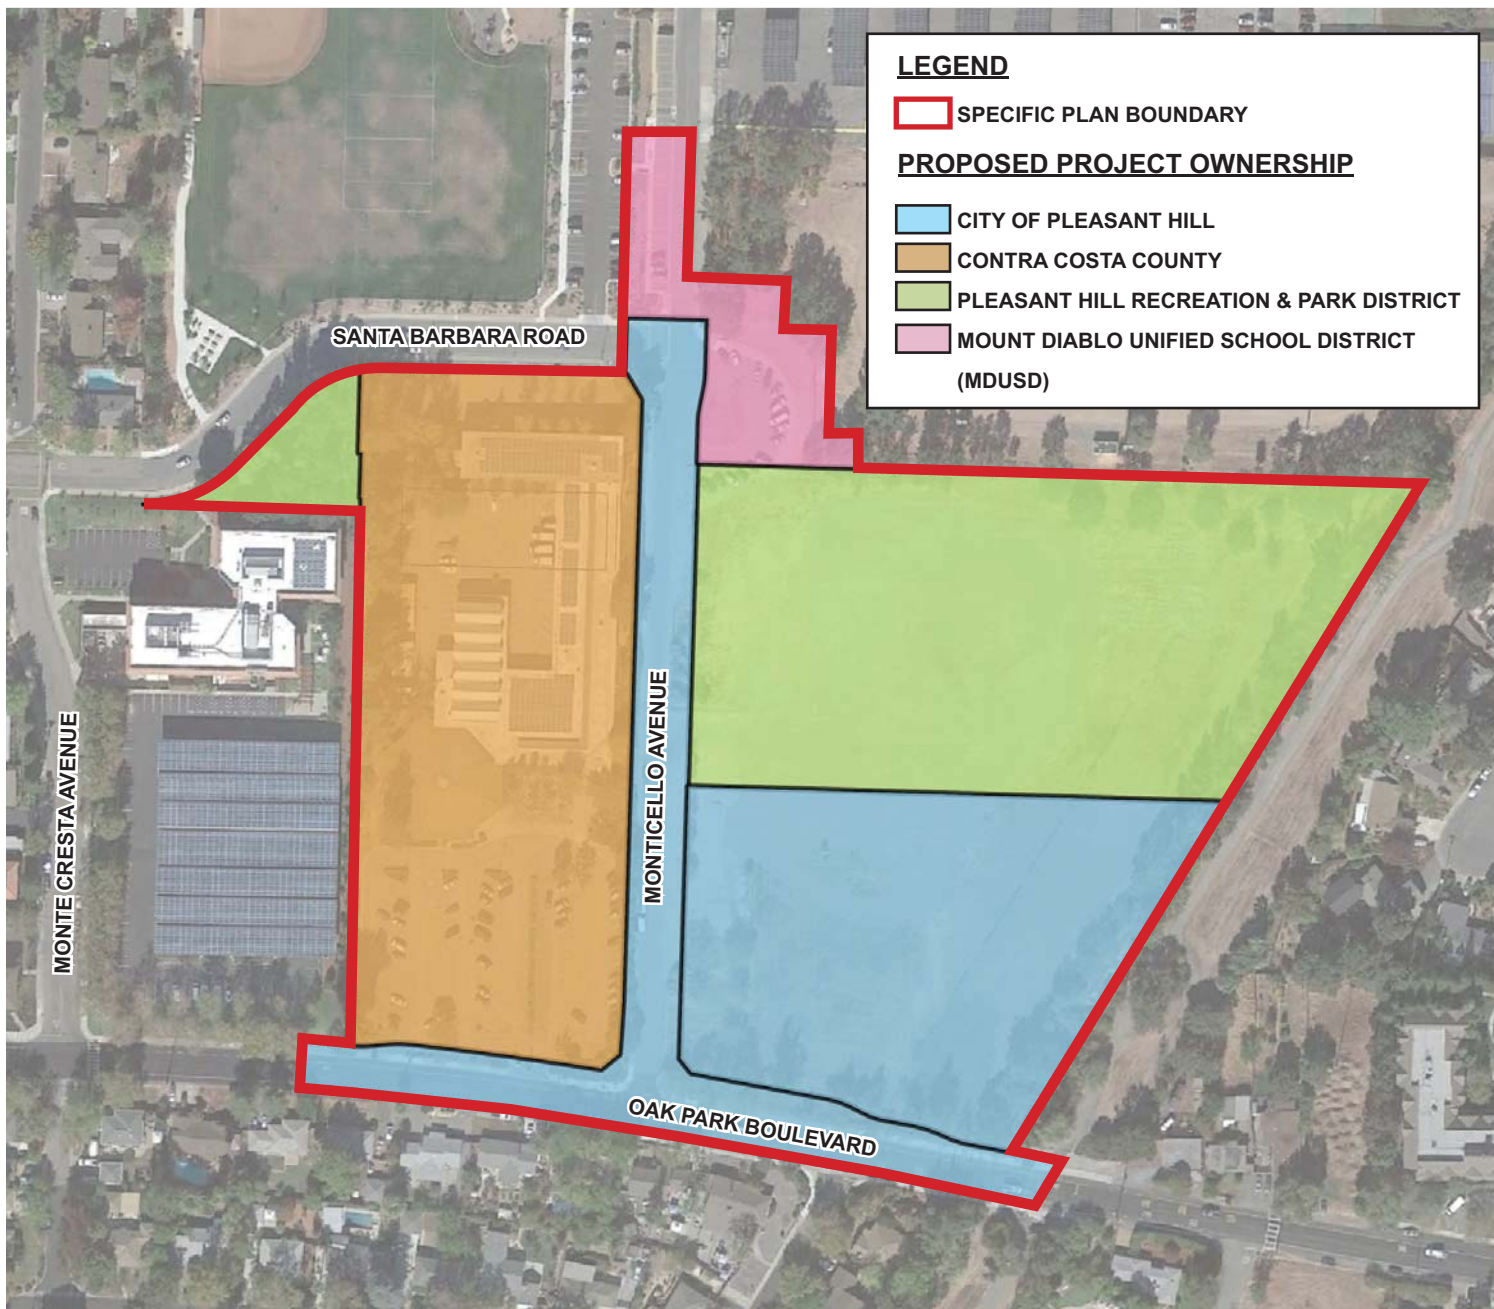 LEGEND
SPECIFIC PLAN BOUNDARY
PROPOSED PROJECT OWNERSHIP
CITY OF PLEASANT HILL
CONTRA COSTA COUNTY
PLEASANT HILL RECREATION & PARK DISTRICT
MOUNT DIABLO UNIFIED SCHOOL DISTRICT
(MDUSD)
SANTA BARBARA ROAD
MONTICELLO AVENUE
MONTE CRESTA AVENUE
OAK PARK BOULEVARD